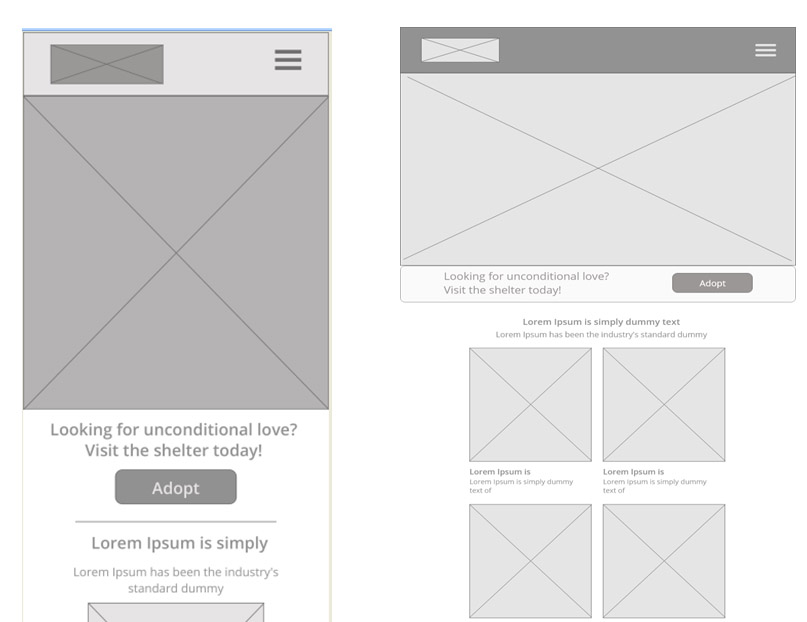 Looking for unconditional love?
Visit the shelter today!
Adopt
Lorem Ipsum is simply
Lorem Ipsum has been the industry's
standard dummy
Looking for unconditional love?
Visit the shelter today!
Adopt
Lorem Ipsum is simply dummy text
Lorem Ipsum has been the industry's standard dummy
Lorem Ipsum is
Lorem Ipsum is simply dummy
text of
Lorem Ipsum is
Lorem Ipsum is simply dummy
text of